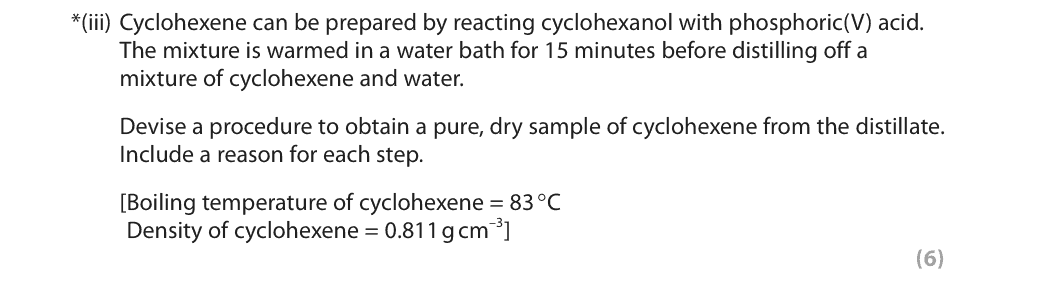 *(iii) Cyclohexene can be prepared by reacting cyclohexanol with phosphoric(V) acid.
The mixture is warmed in a water bath for 15 minutes before distilling off a
mixture of cyclohexene and water.
Devise a procedure to obtain a pure, dry sample of cyclohexene from the distillate.
Include a reason for each step.
[Boiling temperature of cyclohexene = 83 °C
Density of cyclohexene = 0.811 g cm⁻³]
(6)